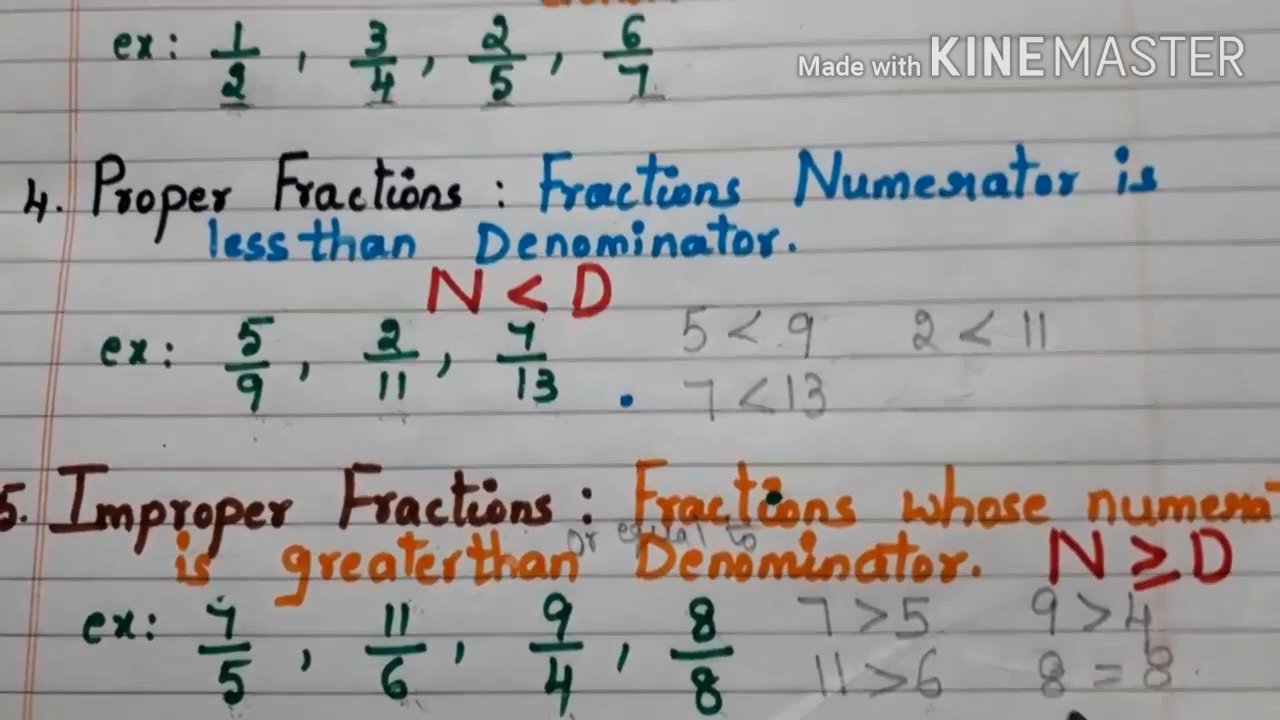 ex: 1/2 , 3/4 , 2/5 , 6/7
Made with KINEMASTER
4. Proper Fractions : Fractions Numerator is
less than Denominator.
N < D
ex: 5/9 , 2/11 , 7/13 . 5 < 9 2 < 11
7 < 13
5. Improper Fractions : Fractions whose numera
or equal to
is greaterthan Denominator. N ≥ D
ex: 7/5 , 11/6 , 9/4 , 8/8 7 > 5 9 > 4
11 > 6 8 = 8